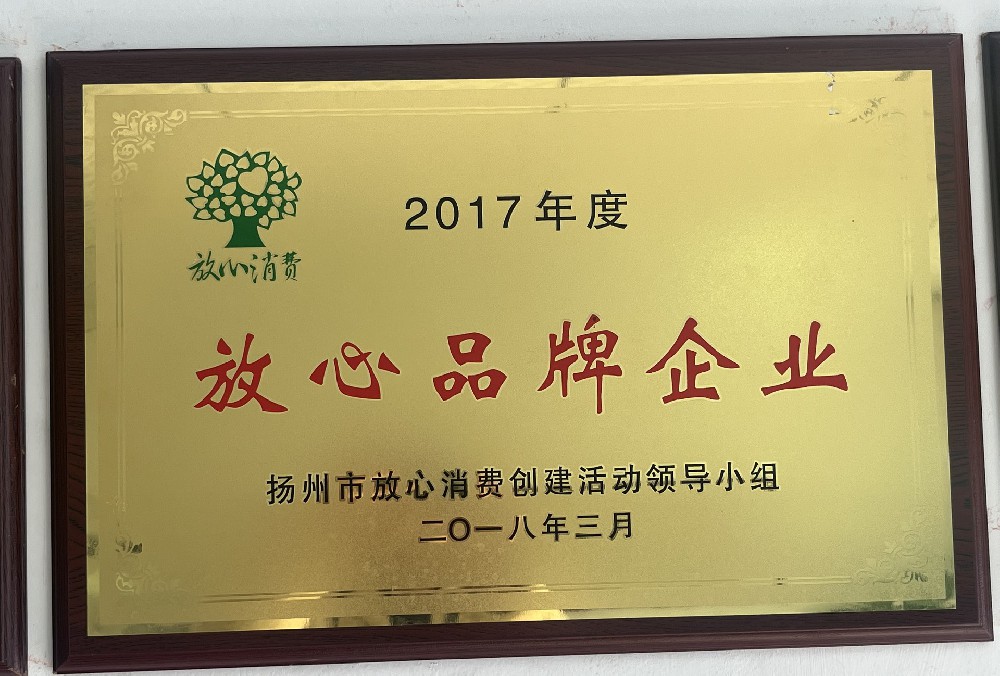 2017年度
放心消费
放心品牌企业
扬州市放心消费创建活动领导小组
二〇一八年三月